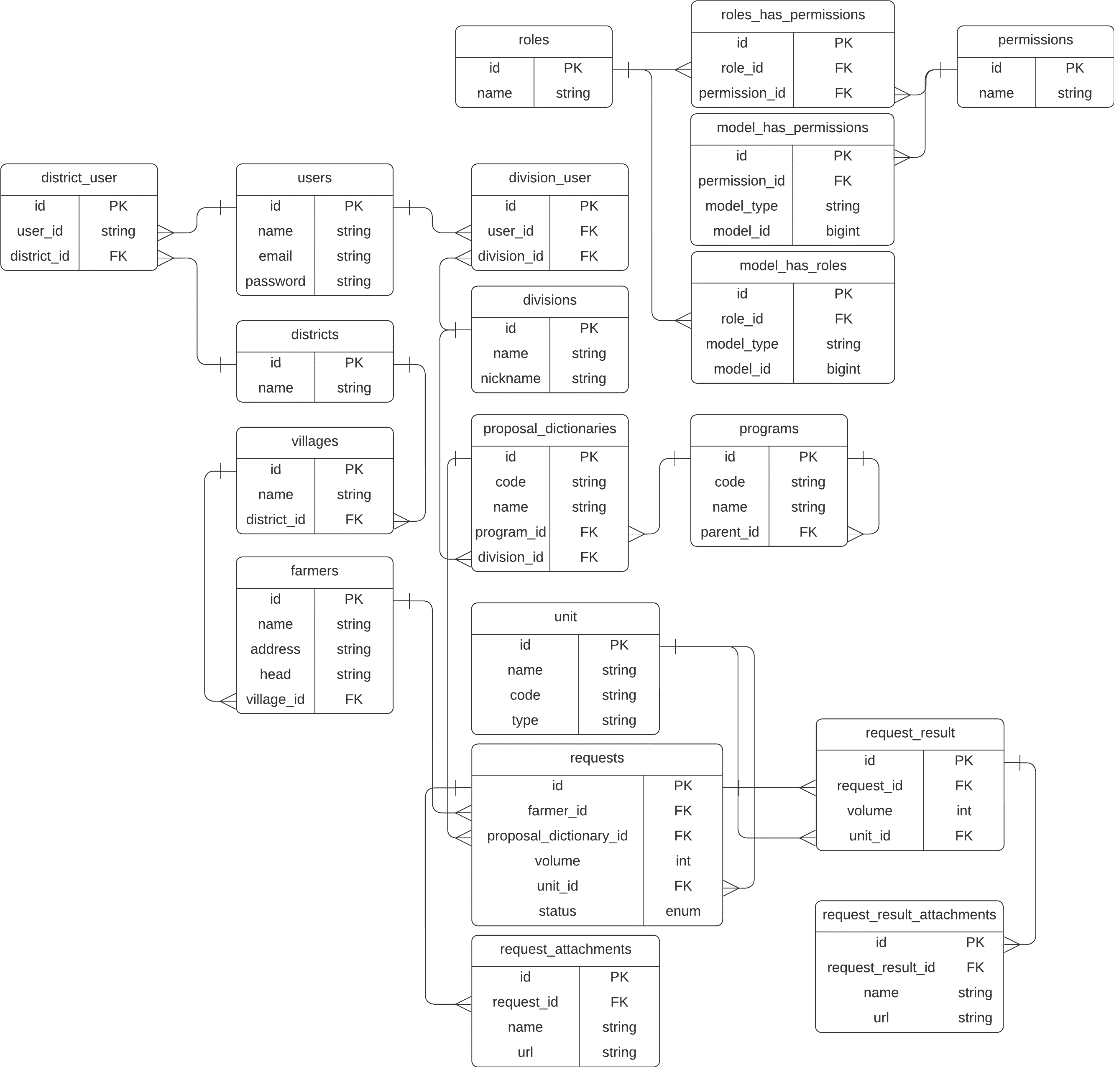 roles
id PK
name string
roles_has_permissions
id PK
role_id FK
permission_id FK
permissions
id PK
name string
model_has_permissions
id PK
permission_id FK
model_type string
model_id bigint
district_user
id PK
user_id string
district_id FK
users
id PK
name string
email string
password string
division_user
id PK
user_id FK
division_id FK
model_has_roles
id PK
role_id FK
model_type string
model_id bigint
divisions
id PK
name string
nickname string
districts
id PK
name string
villages
id PK
name string
district_id FK
proposal_dictionaries
id PK
code string
name string
program_id FK
division_id FK
programs
id PK
code string
name string
parent_id FK
farmers
id PK
name string
address string
head string
village_id FK
unit
id PK
name string
code string
type string
requests
id PK
farmer_id FK
proposal_dictionary_id FK
volume int
unit_id FK
status enum
request_result
id PK
request_id FK
volume int
unit_id FK
request_attachments
id PK
request_id FK
name string
url string
request_result_attachments
id PK
request_result_id FK
name string
url string